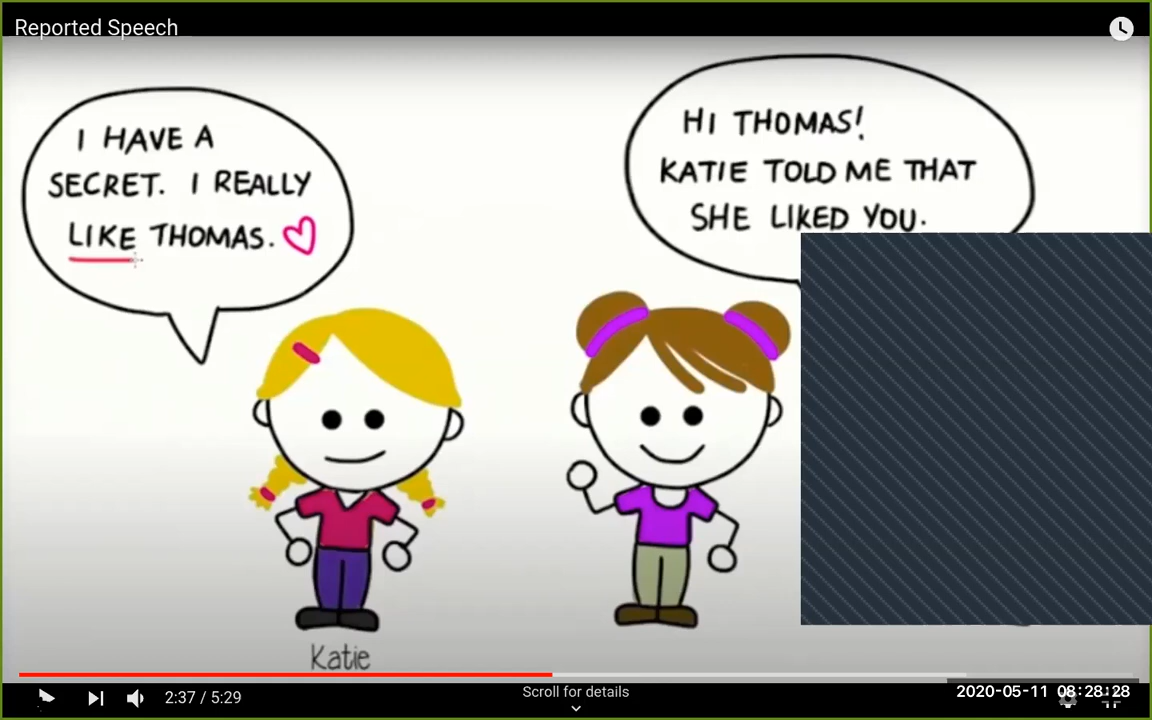 Reported Speech
I HAVE A
SECRET. I REALLY
LIKE THOMAS.
HI THOMAS!
KATIE TOLD ME THAT
SHE LIKED YOU.
Katie
2:37 / 5:29
Scroll for details
2020-05-11 08:28:28